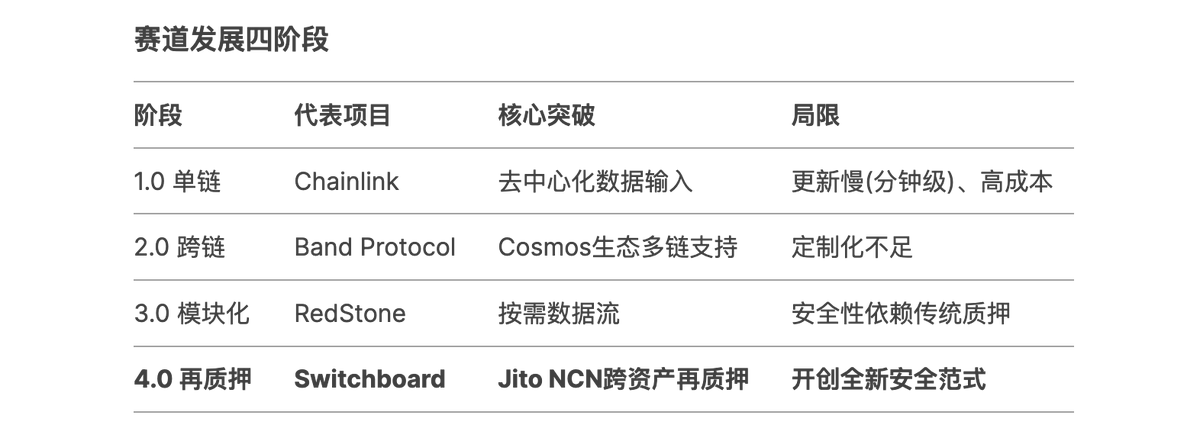 赛道发展四阶段
阶段 代表项目 核心突破 局限
1.0 单链 Chainlink 去中心化数据输入 更新慢(分钟级)、高成本
2.0 跨链 Band Protocol Cosmos生态多链支持 定制化不足
3.0 模块化 RedStone 按需数据流 安全性依赖传统质押
4.0 再质押 Switchboard Jito NCN跨资产再质押 开创全新安全范式